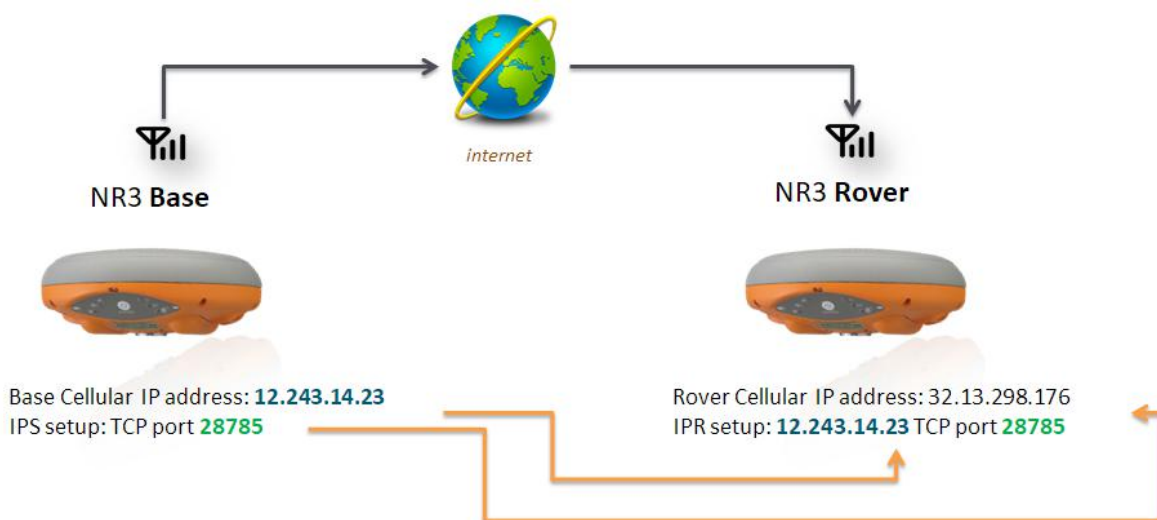 internet
NR3 Base
NR3 Rover
Base Cellular IP address: 12.243.14.23
IPS setup: TCP port 28785
Rover Cellular IP address: 32.13.298.176
IPR setup: 12.243.14.23 TCP port 28785